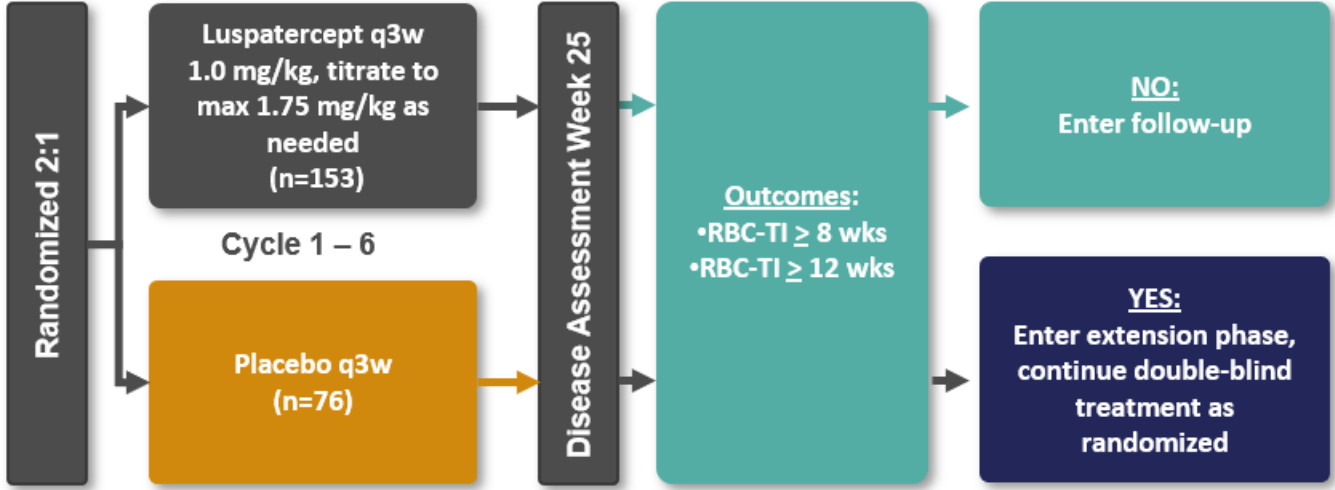 Randomized 2:1
Luspatercept q3w
1.0 mg/kg, titrate to
max 1.75 mg/kg as
needed
(n=153)
Cycle 1 – 6
Placebo q3w
(n=76)
Disease Assessment Week 25
Outcomes:
•RBC-TI ≥ 8 wks
•RBC-TI ≥ 12 wks
NO:
Enter follow-up
YES:
Enter extension phase,
continue double-blind
treatment as
randomized